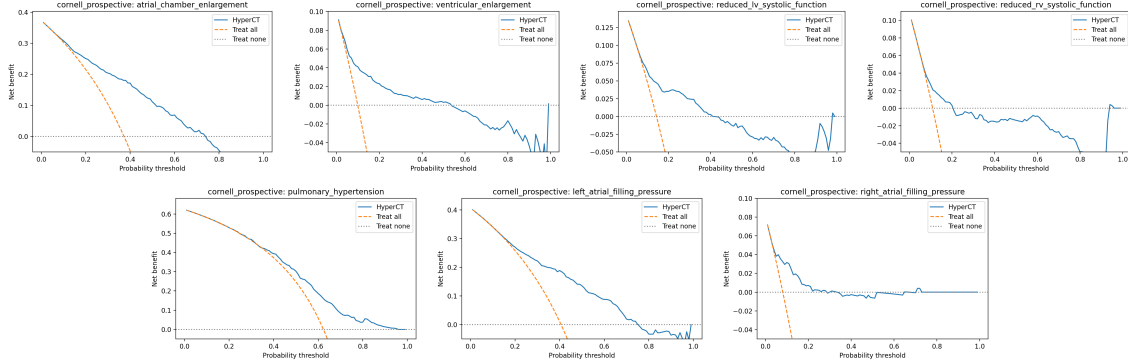 cornell_prospective: atrial_chamber_enlargement
HyperCT
Treat all
Treat none
Net benefit
0.4
0.3
0.2
0.1
0.0
0.0 0.2 0.4 0.6 0.8 1.0
Probability threshold
cornell_prospective: ventricular_enlargement
HyperCT
Treat all
Treat none
Net benefit
0.10
0.08
0.06
0.04
0.02
0.00
−0.02
−0.04
0.0 0.2 0.4 0.6 0.8 1.0
Probability threshold
cornell_prospective: reduced_lv_systolic_function
HyperCT
Treat all
Treat none
Net benefit
0.125
0.100
0.075
0.050
0.025
0.000
−0.025
−0.050
0.0 0.2 0.4 0.6 0.8 1.0
Probability threshold
cornell_prospective: reduced_rv_systolic_function
HyperCT
Treat all
Treat none
Net benefit
0.10
0.08
0.06
0.04
0.02
0.00
−0.02
−0.04
0.0 0.2 0.4 0.6 0.8 1.0
Probability threshold
cornell_prospective: pulmonary_hypertension
HyperCT
Treat all
Treat none
Net benefit
0.6
0.5
0.4
0.3
0.2
0.1
0.0
0.0 0.2 0.4 0.6 0.8 1.0
Probability threshold
cornell_prospective: left_atrial_filling_pressure
HyperCT
Treat all
Treat none
Net benefit
0.4
0.3
0.2
0.1
0.0
0.0 0.2 0.4 0.6 0.8 1.0
Probability threshold
cornell_prospective: right_atrial_filling_pressure
HyperCT
Treat all
Treat none
Net benefit
0.10
0.08
0.06
0.04
0.02
0.00
−0.02
−0.04
0.0 0.2 0.4 0.6 0.8 1.0
Probability threshold